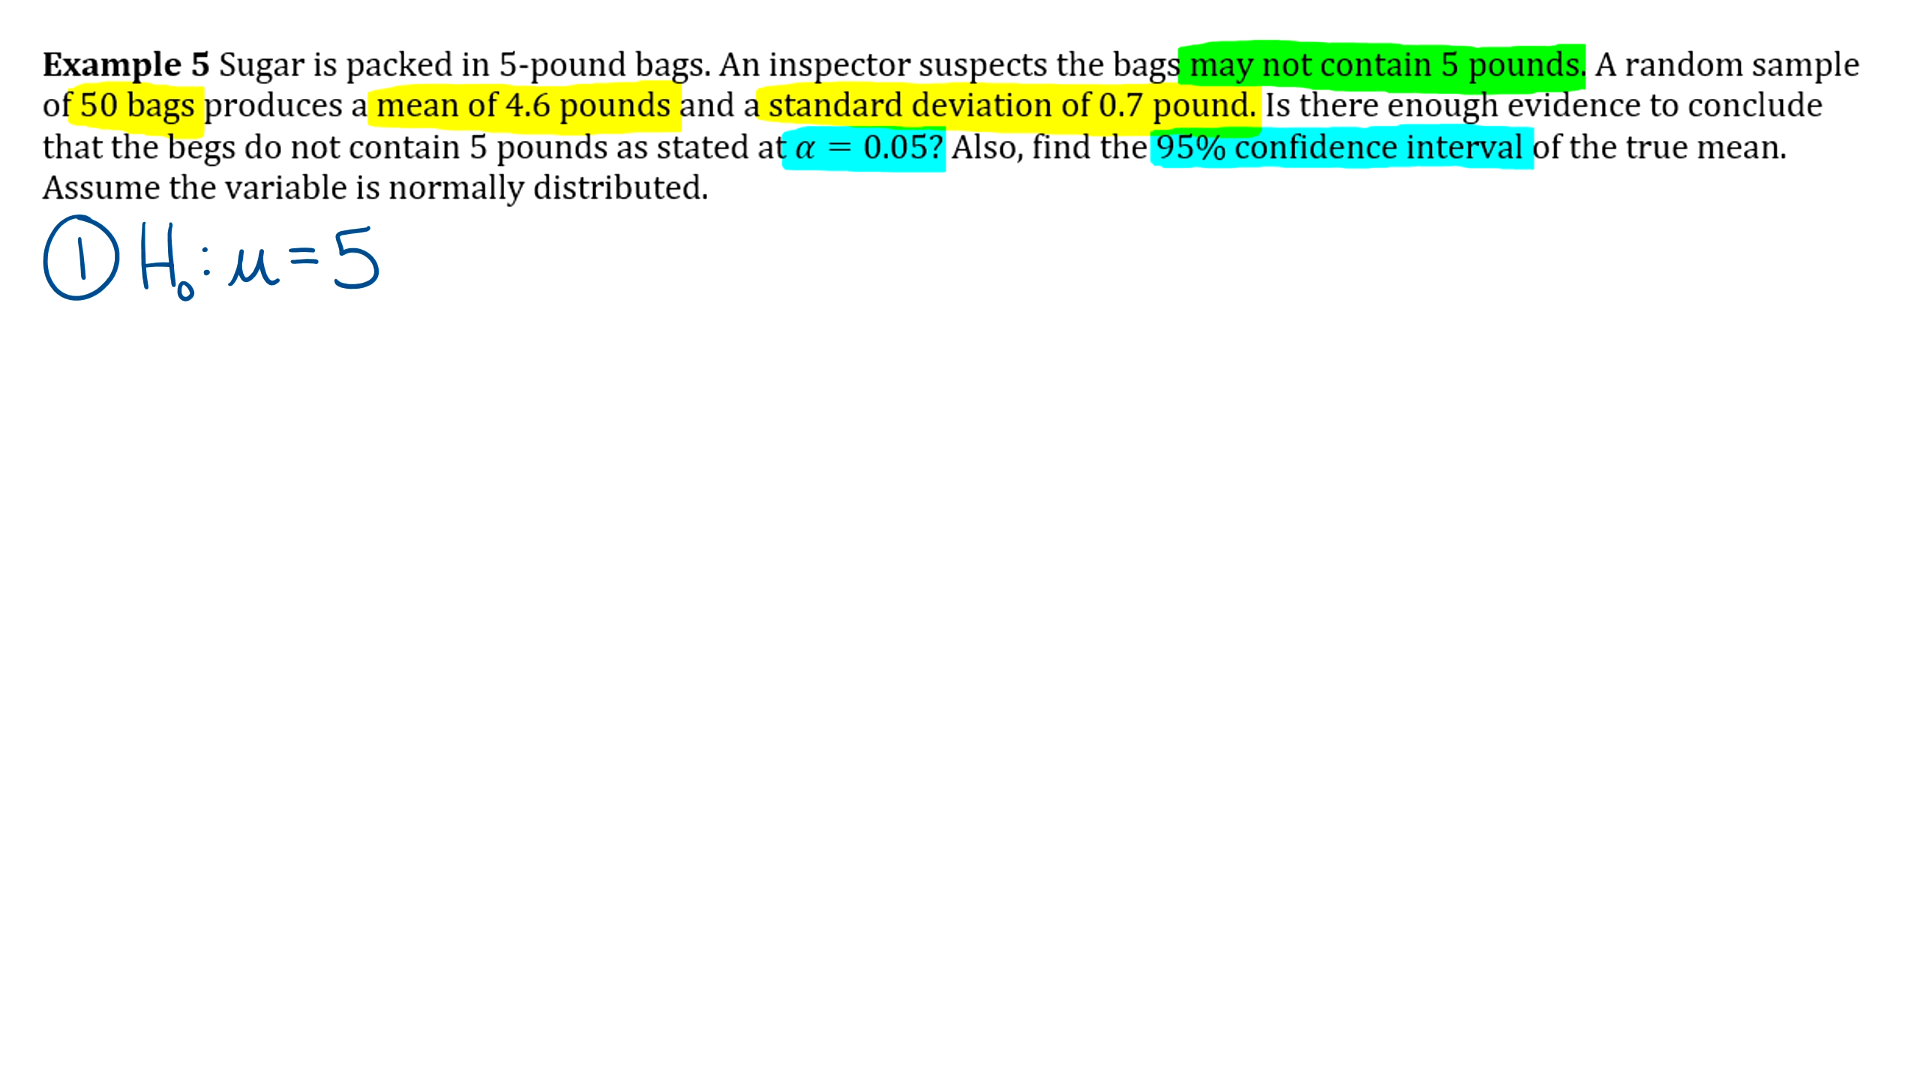 Example 5 Sugar is packed in 5-pound bags. An inspector suspects the bags may not contain 5 pounds. A random sample
of 50 bags produces a mean of 4.6 pounds and a standard deviation of 0.7 pound. Is there enough evidence to conclude
that the begs do not contain 5 pounds as stated at α = 0.05? Also, find the 95% confidence interval of the true mean.
Assume the variable is normally distributed.
① H₀: μ = 5